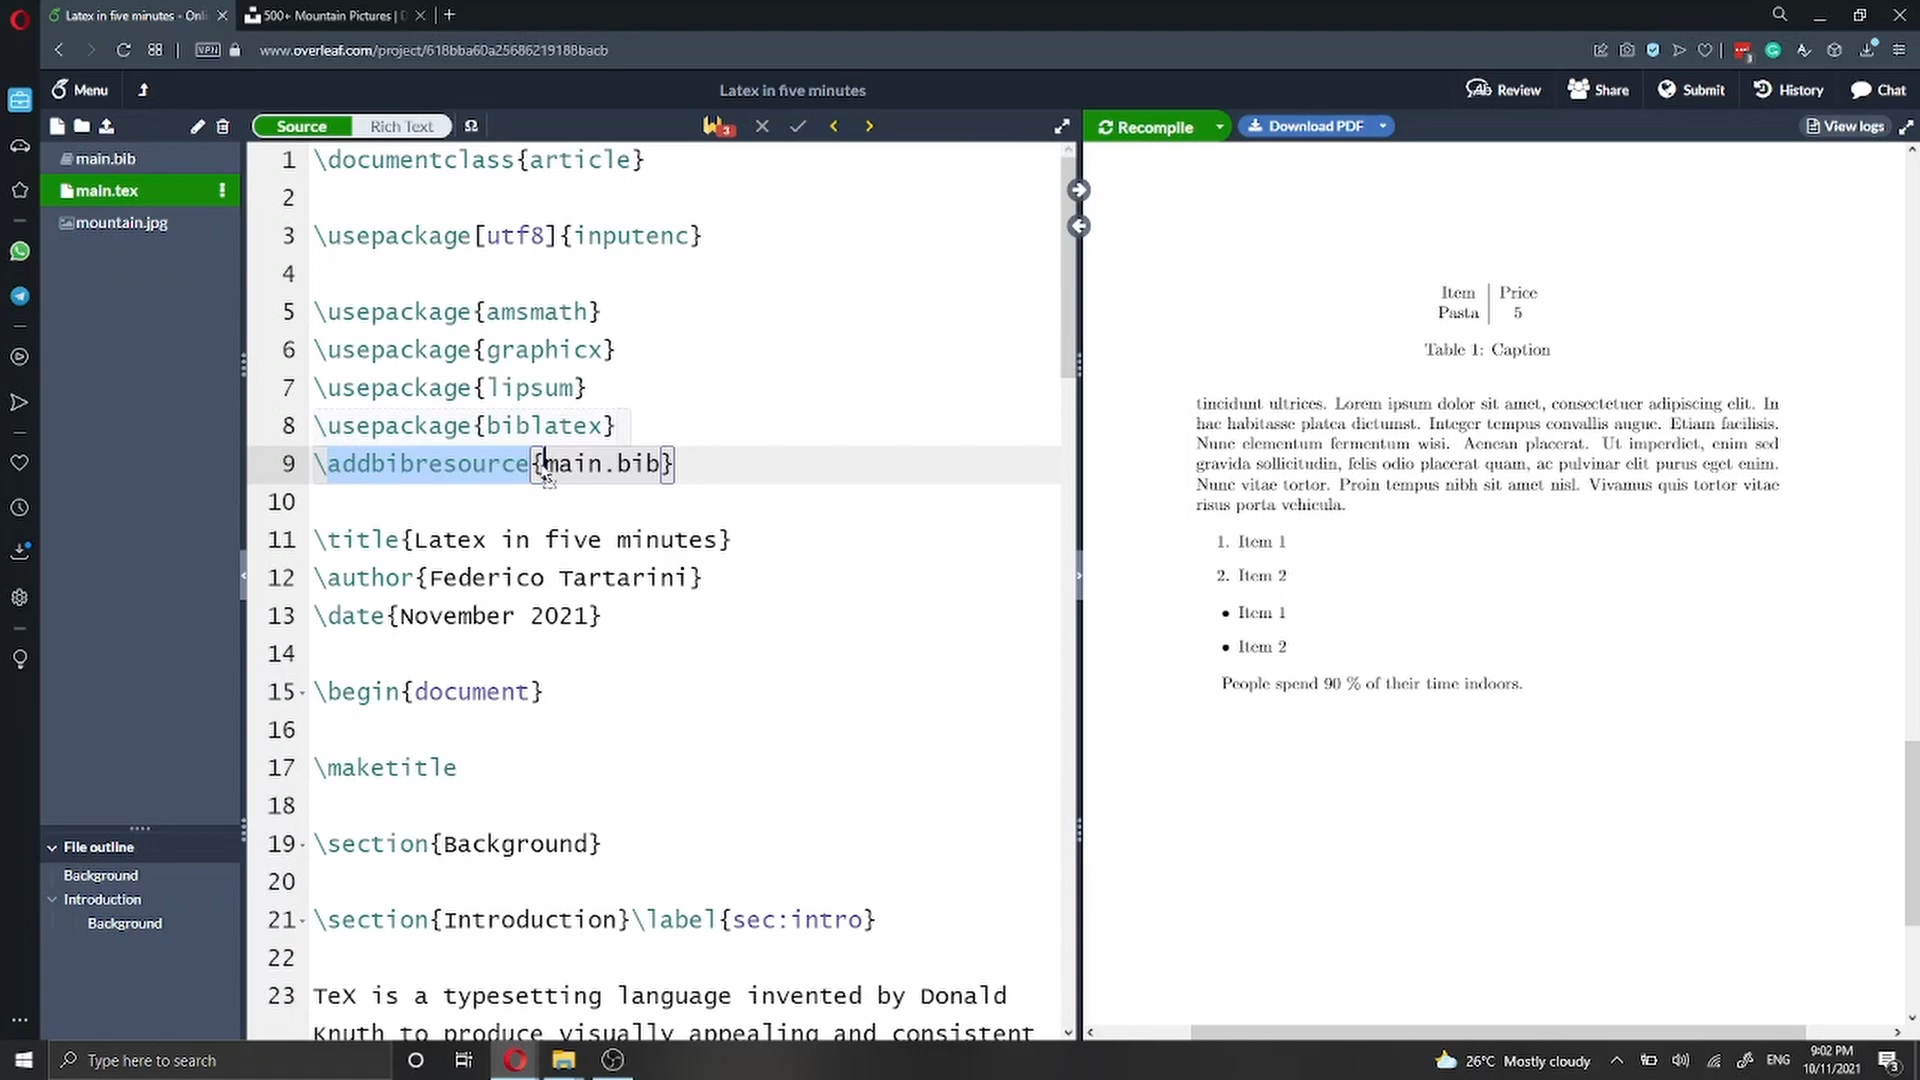 Latex in five minutes - Onli
500+ Mountain Pictures | D
VPN
www.overleaf.com/project/618bba60a25686219188bacb
Menu
Latex in five minutes
Review
Share
Submit
History
Chat
Source
Rich Text
Ω
3
Recompile
Download PDF
View logs
main.bib
main.tex
mountain.jpg
1 \documentclass{article}
2
3 \usepackage[utf8]{inputenc}
4
5 \usepackage{amsmath}
6 \usepackage{graphicx}
7 \usepackage{lipsum}
8 \usepackage{biblatex}
9 \addbibresource{main.bib}
10
11 \title{Latex in five minutes}
12 \author{Federico Tartarini}
13 \date{November 2021}
14
15 \begin{document}
16
17 \maketitle
18
19 \section{Background}
20
21 \section{Introduction}\label{sec:intro}
22
23 TeX is a typesetting language invented by Donald
Knuth to produce visually appealing and consistent
File outline
Background
Introduction
Background
Item Price
Pasta 5
Table 1: Caption
tincidunt ultrices. Lorem ipsum dolor sit amet, consectetuer adipiscing elit. In
hac habitasse platea dictumst. Integer tempus convallis augue. Etiam facilisis.
Nunc elementum fermentum wisi. Aenean placerat. Ut imperdiet, enim sed
gravida sollicitudin, felis odio placerat quam, ac pulvinar elit purus eget enim.
Nunc vitae tortor. Proin tempus nibh sit amet nisl. Vivamus quis tortor vitae
risus porta vehicula.
1. Item 1
2. Item 2
• Item 1
• Item 2
People spend 90 % of their time indoors.
Type here to search
26°C Mostly cloudy
ENG
9:02 PM
10/11/2021
3